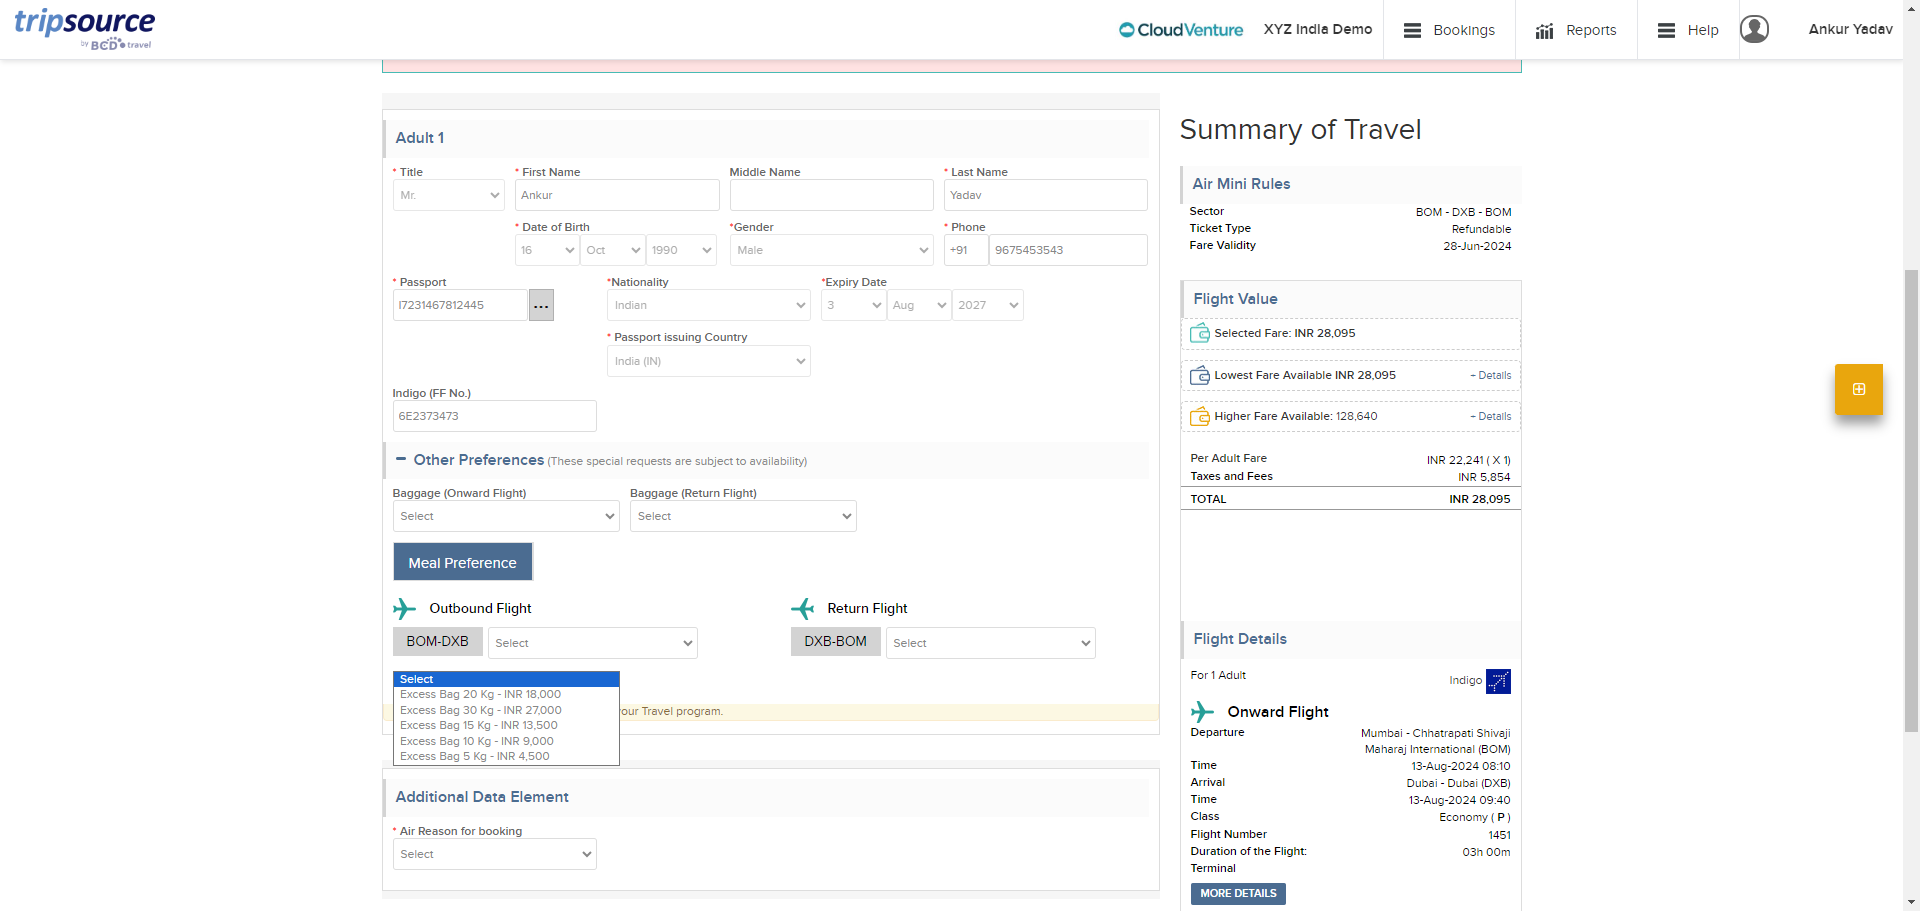 tripsource
by BCD travel
CloudVenture
XYZ India Demo
Bookings
Reports
Help
Ankur Yadav
Adult 1
* Title
* First Name
Middle Name
* Last Name
Mr.
Ankur
Yadav
* Date of Birth
*Gender
* Phone
16
Oct
1990
Male
+91
9675453543
* Passport
*Nationality
*Expiry Date
I7231467812445
...
Indian
3
Aug
2027
* Passport issuing Country
India (IN)
Indigo (FF No.)
6E2373473
Other Preferences (These special requests are subject to availability)
Baggage (Onward Flight)
Baggage (Return Flight)
Select
Select
Meal Preference
Outbound Flight
Return Flight
BOM-DXB
Select
DXB-BOM
Select
Select
Excess Bag 20 Kg - INR 18,000
Excess Bag 30 Kg - INR 27,000
Excess Bag 15 Kg - INR 13,500
Excess Bag 10 Kg - INR 9,000
Excess Bag 5 Kg - INR 4,500
your Travel program.
Additional Data Element
* Air Reason for booking
Select
Summary of Travel
Air Mini Rules
Sector BOM - DXB - BOM
Ticket Type Refundable
Fare Validity 28-Jun-2024
Flight Value
Selected Fare: INR 28,095
Lowest Fare Available INR 28,095 + Details
Higher Fare Available: 128,640 + Details
Per Adult Fare INR 22,241 ( X 1)
Taxes and Fees INR 5,854
TOTAL INR 28,095
Flight Details
For 1 Adult Indigo
Onward Flight
Departure Mumbai - Chhatrapati Shivaji
Maharaj International (BOM)
Time 13-Aug-2024 08:10
Arrival Dubai - Dubai (DXB)
Time 13-Aug-2024 09:40
Class Economy ( P )
Flight Number 1451
Duration of the Flight: 03h 00m
Terminal
MORE DETAILS